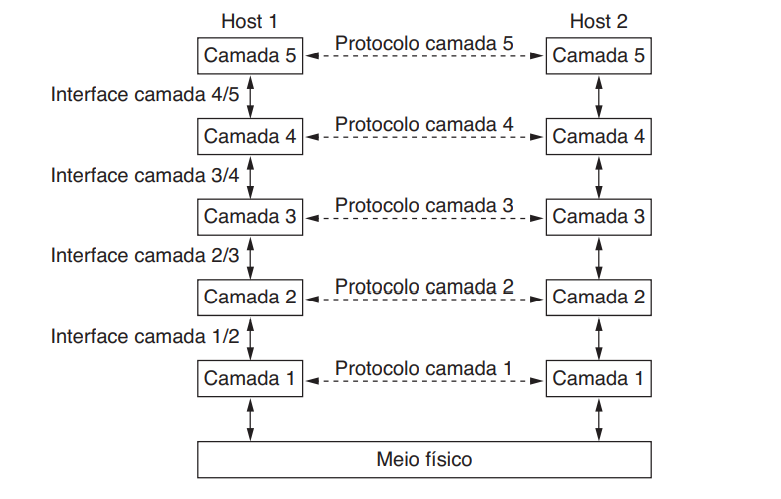 Host 1 Host 2
Camada 5 Protocolo camada 5 Camada 5
Interface camada 4/5
Camada 4 Protocolo camada 4 Camada 4
Interface camada 3/4
Camada 3 Protocolo camada 3 Camada 3
Interface camada 2/3
Camada 2 Protocolo camada 2 Camada 2
Interface camada 1/2
Camada 1 Protocolo camada 1 Camada 1
Meio físico